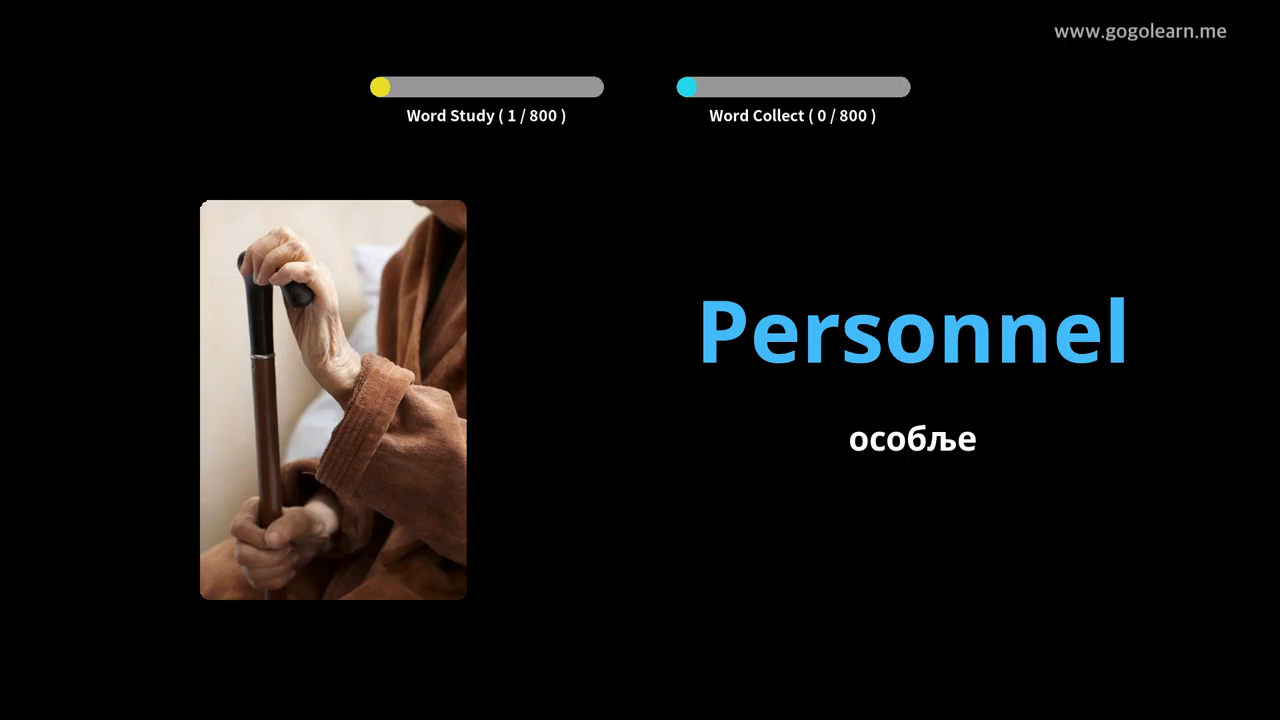 www.gogolearn.me
Word Study ( 1 / 800 )
Word Collect ( 0 / 800 )
Personnel
особље